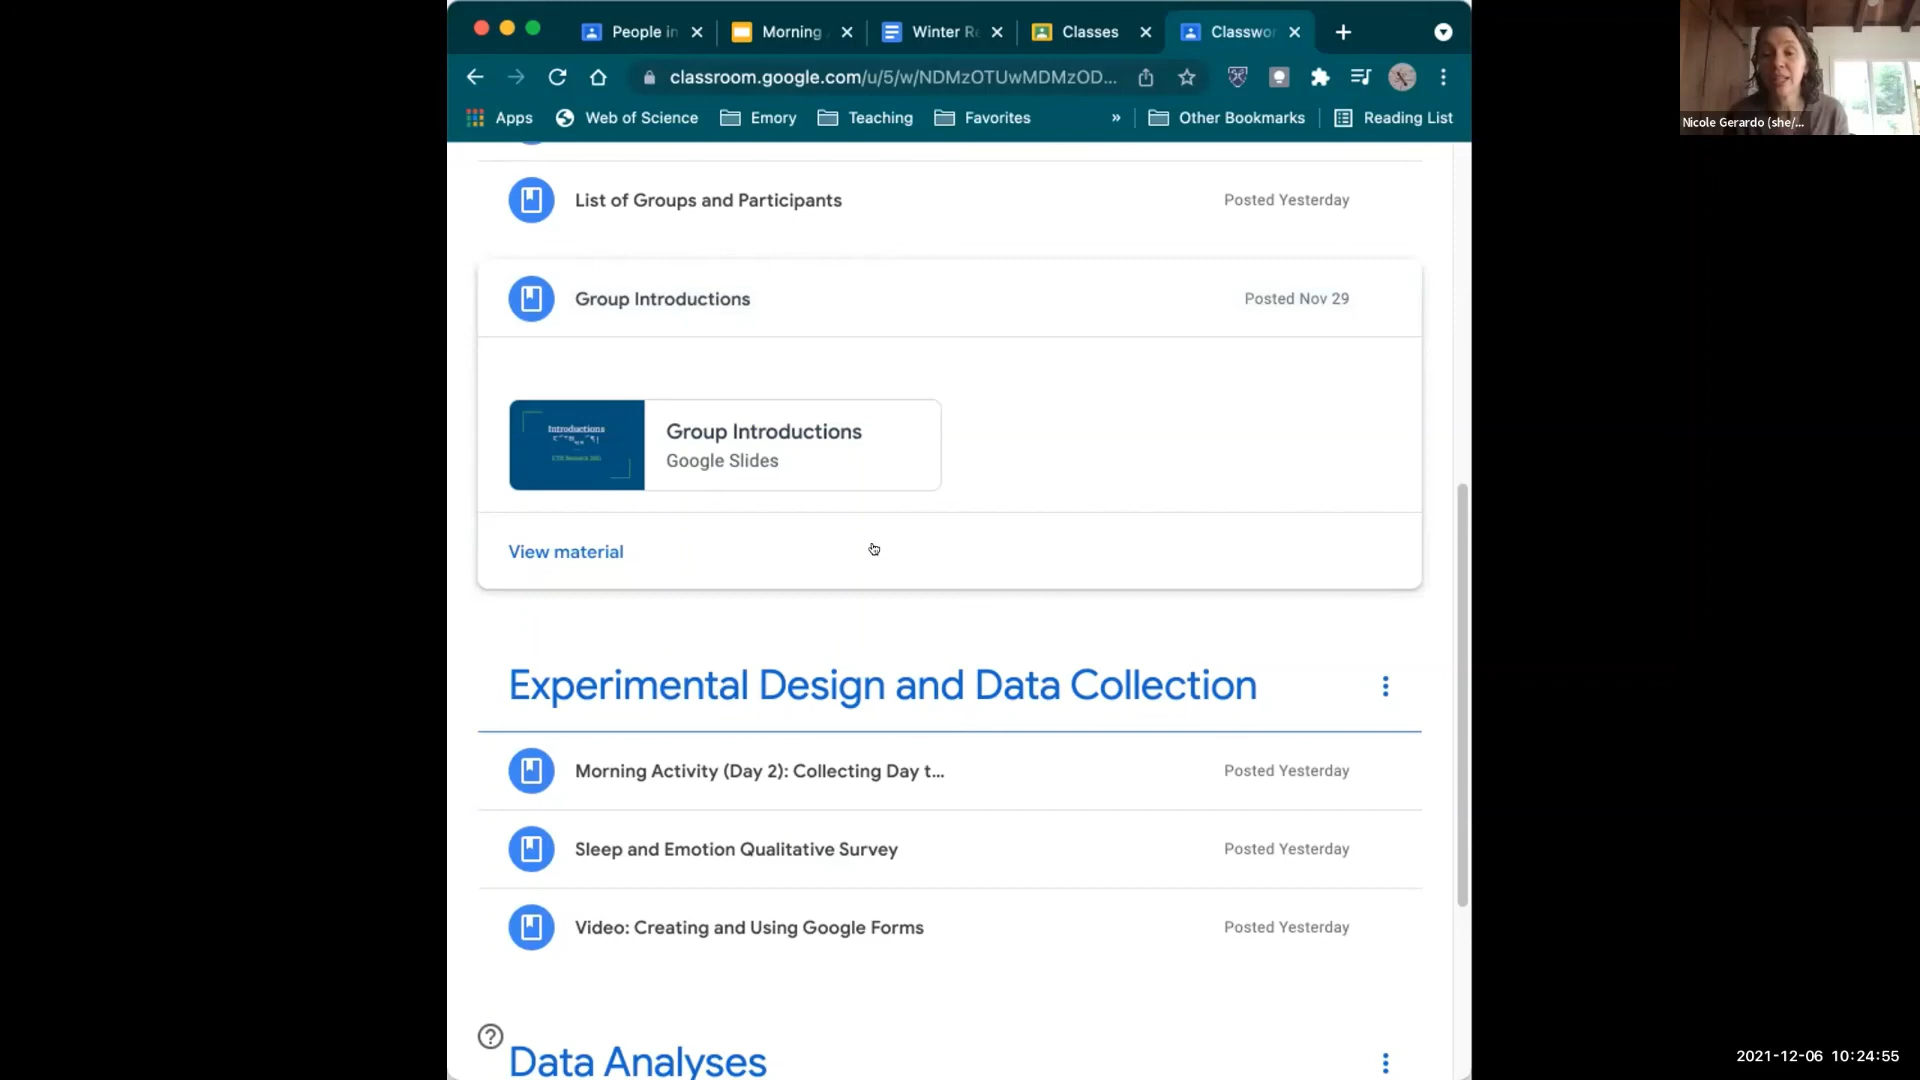 People in
Morning
Winter Re
Classes
Classwor
classroom.google.com/u/5/w/NDMzOTUwMDMzOD...
Apps
Web of Science
Emory
Teaching
Favorites
»
Other Bookmarks
Reading List
Nicole Gerardo (she/...
List of Groups and Participants
Posted Yesterday
Group Introductions
Posted Nov 29
Introductions
Group Introductions
Google Slides
View material
Experimental Design and Data Collection
Morning Activity (Day 2): Collecting Day t...
Posted Yesterday
Sleep and Emotion Qualitative Survey
Posted Yesterday
Video: Creating and Using Google Forms
Posted Yesterday
Data Analyses
2021-12-06 10:24:55